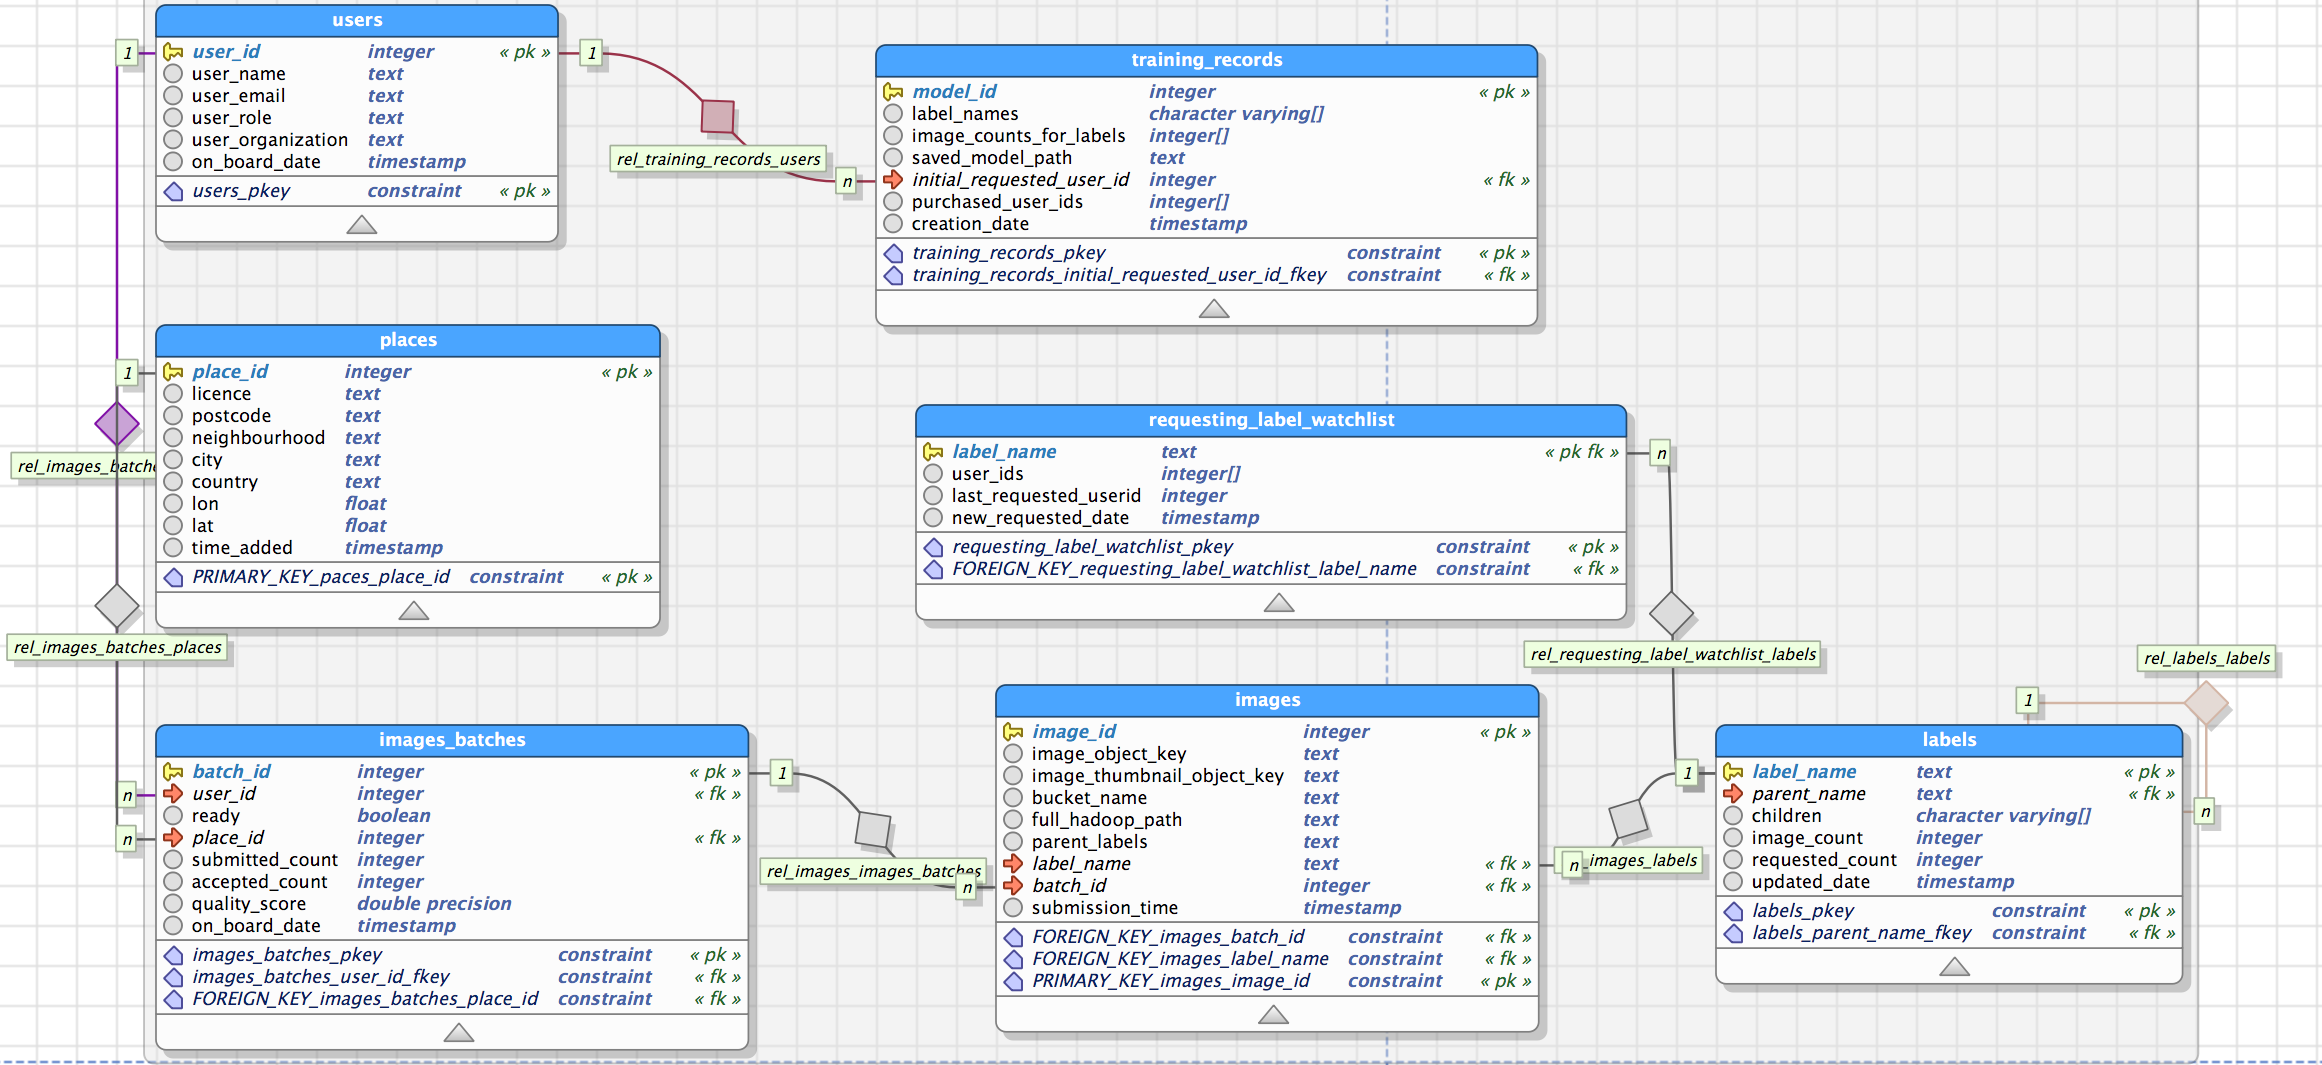 users
1
user_id integer « pk »
1
user_name text
user_email text
user_role text
user_organization text
on_board_date timestamp
users_pkey constraint « pk »
rel_training_records_users
n
training_records
model_id integer « pk »
label_names character varying[]
image_counts_for_labels integer[]
saved_model_path text
initial_requested_user_id integer « fk »
purchased_user_ids integer[]
creation_date timestamp
training_records_pkey constraint « pk »
training_records_initial_requested_user_id_fkey constraint « fk »
places
1
place_id integer « pk »
licence text
postcode text
neighbourhood text
city text
country text
lon float
lat float
time_added timestamp
PRIMARY_KEY_paces_place_id constraint « pk »
rel_images_batche
rel_images_batches_places
requesting_label_watchlist
label_name text « pk fk »
n
user_ids integer[]
last_requested_userid integer
new_requested_date timestamp
requesting_label_watchlist_pkey constraint « pk »
FOREIGN_KEY_requesting_label_watchlist_label_name constraint « fk »
rel_requesting_label_watchlist_labels
rel_labels_labels
1
n
images_batches
batch_id integer « pk »
1
n
user_id integer « fk »
ready boolean
n
place_id integer « fk »
submitted_count integer
accepted_count integer
quality_score double precision
on_board_date timestamp
images_batches_pkey constraint « pk »
images_batches_user_id_fkey constraint « fk »
FOREIGN_KEY_images_batches_place_id constraint « fk »
rel_images_images_batches
n
images
image_id integer « pk »
image_object_key text
image_thumbnail_object_key text
bucket_name text
full_hadoop_path text
parent_labels text
label_name text « fk »
batch_id integer « fk »
submission_time timestamp
FOREIGN_KEY_images_batch_id constraint « fk »
FOREIGN_KEY_images_label_name constraint « fk »
PRIMARY_KEY_images_image_id constraint « pk »
n
images_labels
1
labels
label_name text « pk »
parent_name text « fk »
children character varying[]
image_count integer
requested_count integer
updated_date timestamp
labels_pkey constraint « pk »
labels_parent_name_fkey constraint « fk »